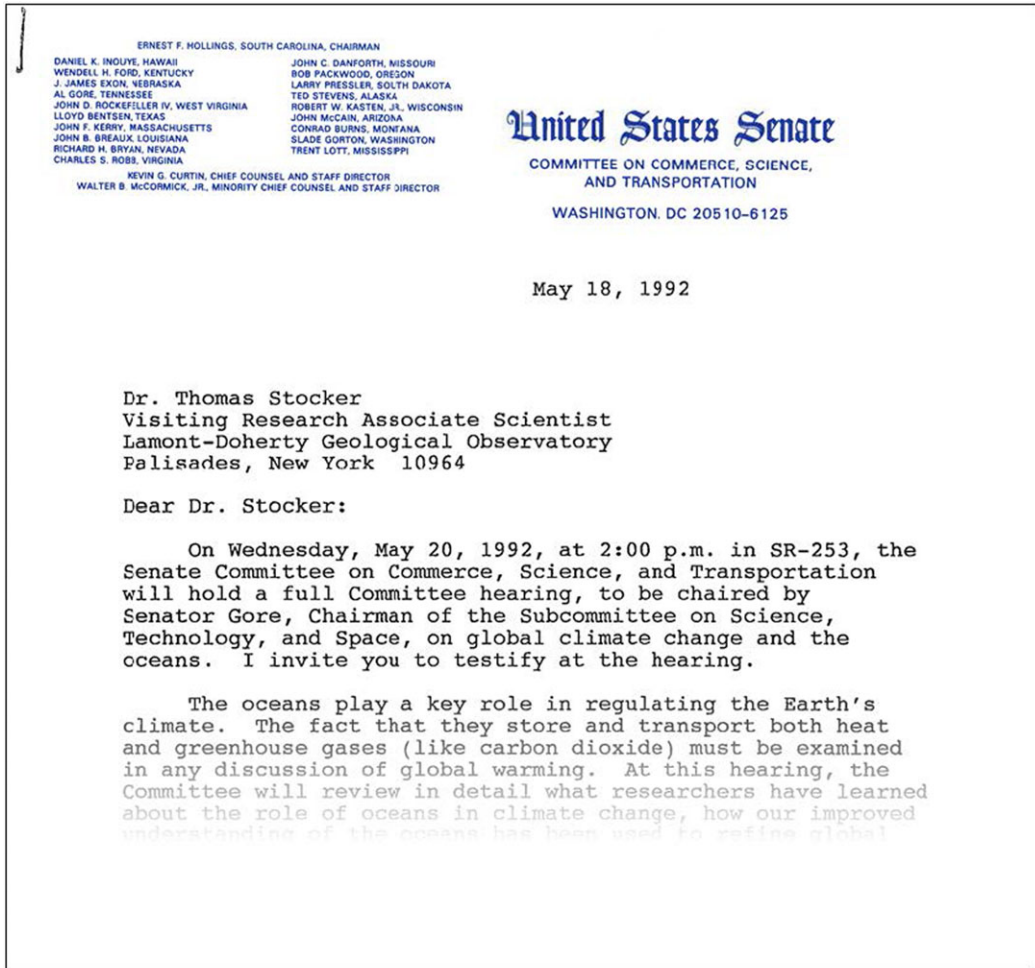 ERNEST F. HOLLINGS, SOUTH CAROLINA, CHAIRMAN
DANIEL K. INOUYE, HAWAII
WENDELL H. FORD, KENTUCKY
J. JAMES EXON, NEBRASKA
AL GORE, TENNESSEE
JOHN D. ROCKEFELLER IV, WEST VIRGINIA
LLOYD BENTSEN, TEXAS
JOHN F. KERRY, MASSACHUSETTS
JOHN B. BREAUX, LOUISIANA
RICHARD H. BRYAN, NEVADA
CHARLES S. ROBB, VIRGINIA
JOHN C. DANFORTH, MISSOURI
BOB PACKWOOD, OREGON
LARRY PRESSLER, SOUTH DAKOTA
TED STEVENS, ALASKA
ROBERT W. KASTEN, JR., WISCONSIN
JOHN McCAIN, ARIZONA
CONRAD BURNS, MONTANA
SLADE GORTON, WASHINGTON
TRENT LOTT, MISSISSIPPI
KEVIN G. CURTIN, CHIEF COUNSEL AND STAFF DIRECTOR
WALTER B. McCORMICK, JR., MINORITY CHIEF COUNSEL AND STAFF DIRECTOR
United States Senate
COMMITTEE ON COMMERCE, SCIENCE,
AND TRANSPORTATION
WASHINGTON, DC 20510-6125
May 18, 1992
Dr. Thomas Stocker
Visiting Research Associate Scientist
Lamont-Doherty Geological Observatory
Palisades, New York 10964
Dear Dr. Stocker:
On Wednesday, May 20, 1992, at 2:00 p.m. in SR-253, the
Senate Committee on Commerce, Science, and Transportation
will hold a full Committee hearing, to be chaired by
Senator Gore, Chairman of the Subcommittee on Science,
Technology, and Space, on global climate change and the
oceans. I invite you to testify at the hearing.
The oceans play a key role in regulating the Earth's
climate. The fact that they store and transport both heat
and greenhouse gases (like carbon dioxide) must be examined
in any discussion of global warming. At this hearing, the
Committee will review in detail what researchers have learned
about the role of oceans in climate change, how our improved
understanding of the oceans has been used to refine global